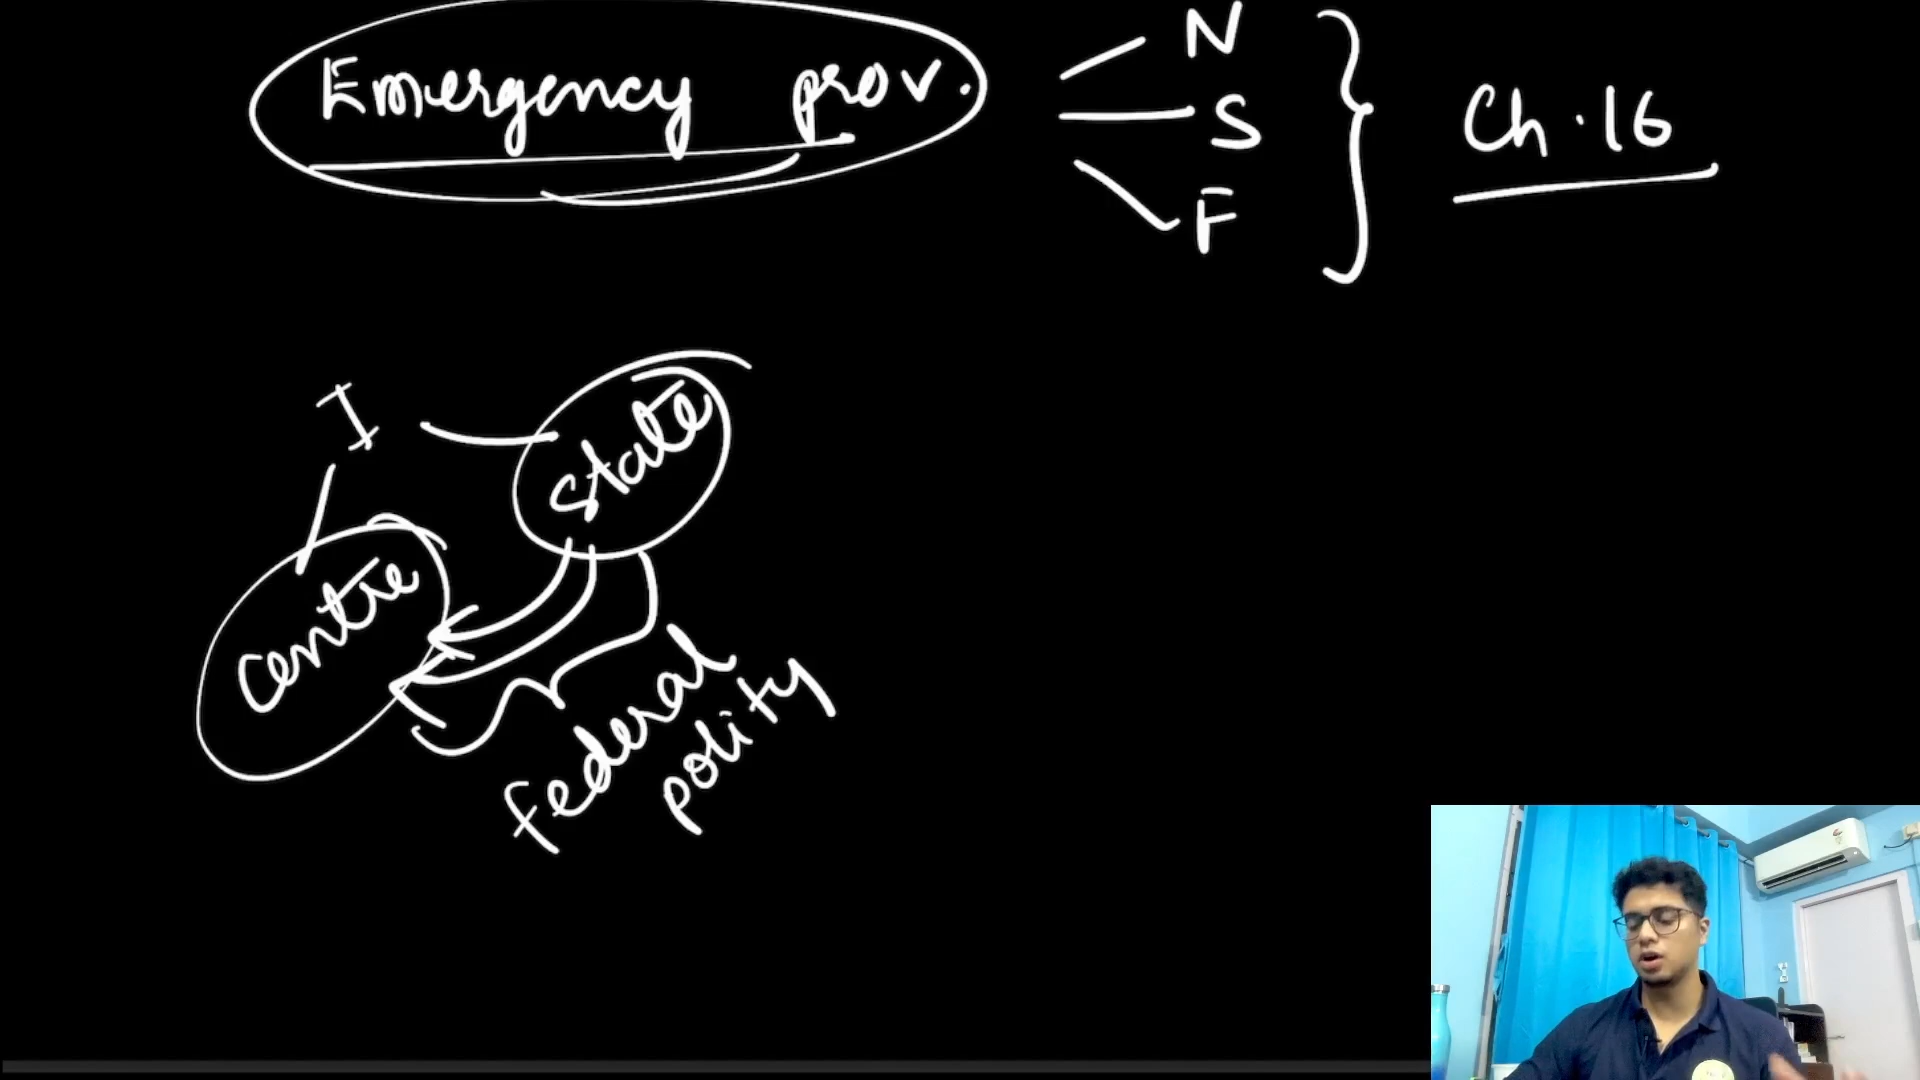 Emergency prov.
N
S
F
Ch. 16
I
state
centre
federal
polity